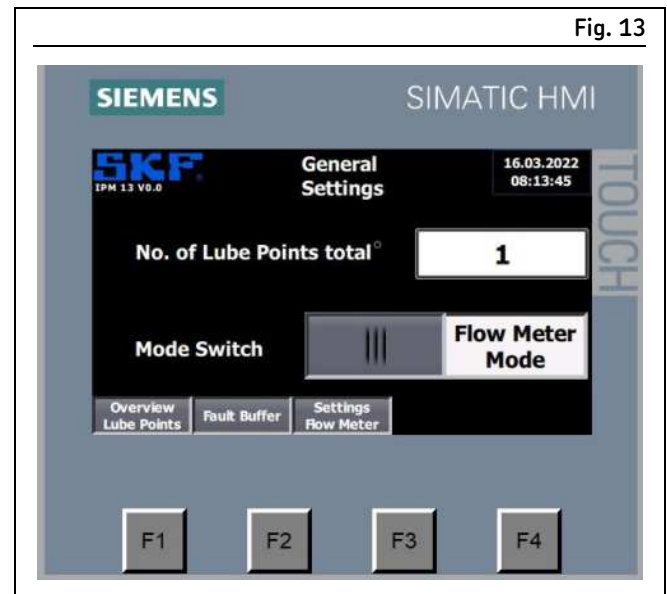 Fig. 13
SIEMENS
SIMATIC HMI
TOUCH
SKF
IPM 13 V0.0
General
Settings
16.03.2022
08:13:45
No. of Lube Points total°
1
Mode Switch
Flow Meter
Mode
Overview
Lube Points
Fault Buffer
Settings
Flow Meter
F1
F2
F3
F4